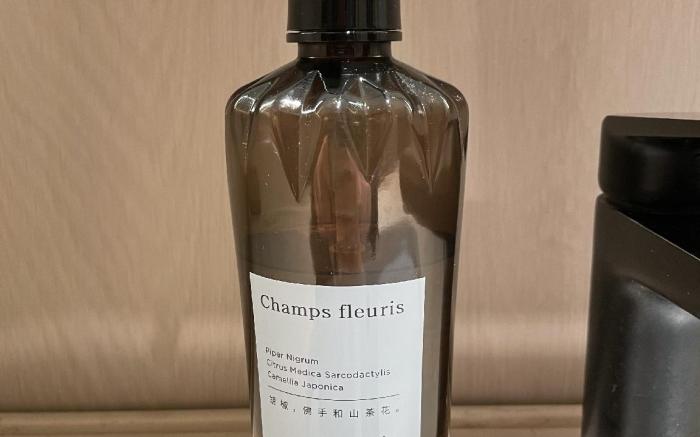 Champs fleuris
Piper Nigrum
Citrus Medica Sarcodactylis
Camellia Japonica
胡椒，佛手和山茶花。